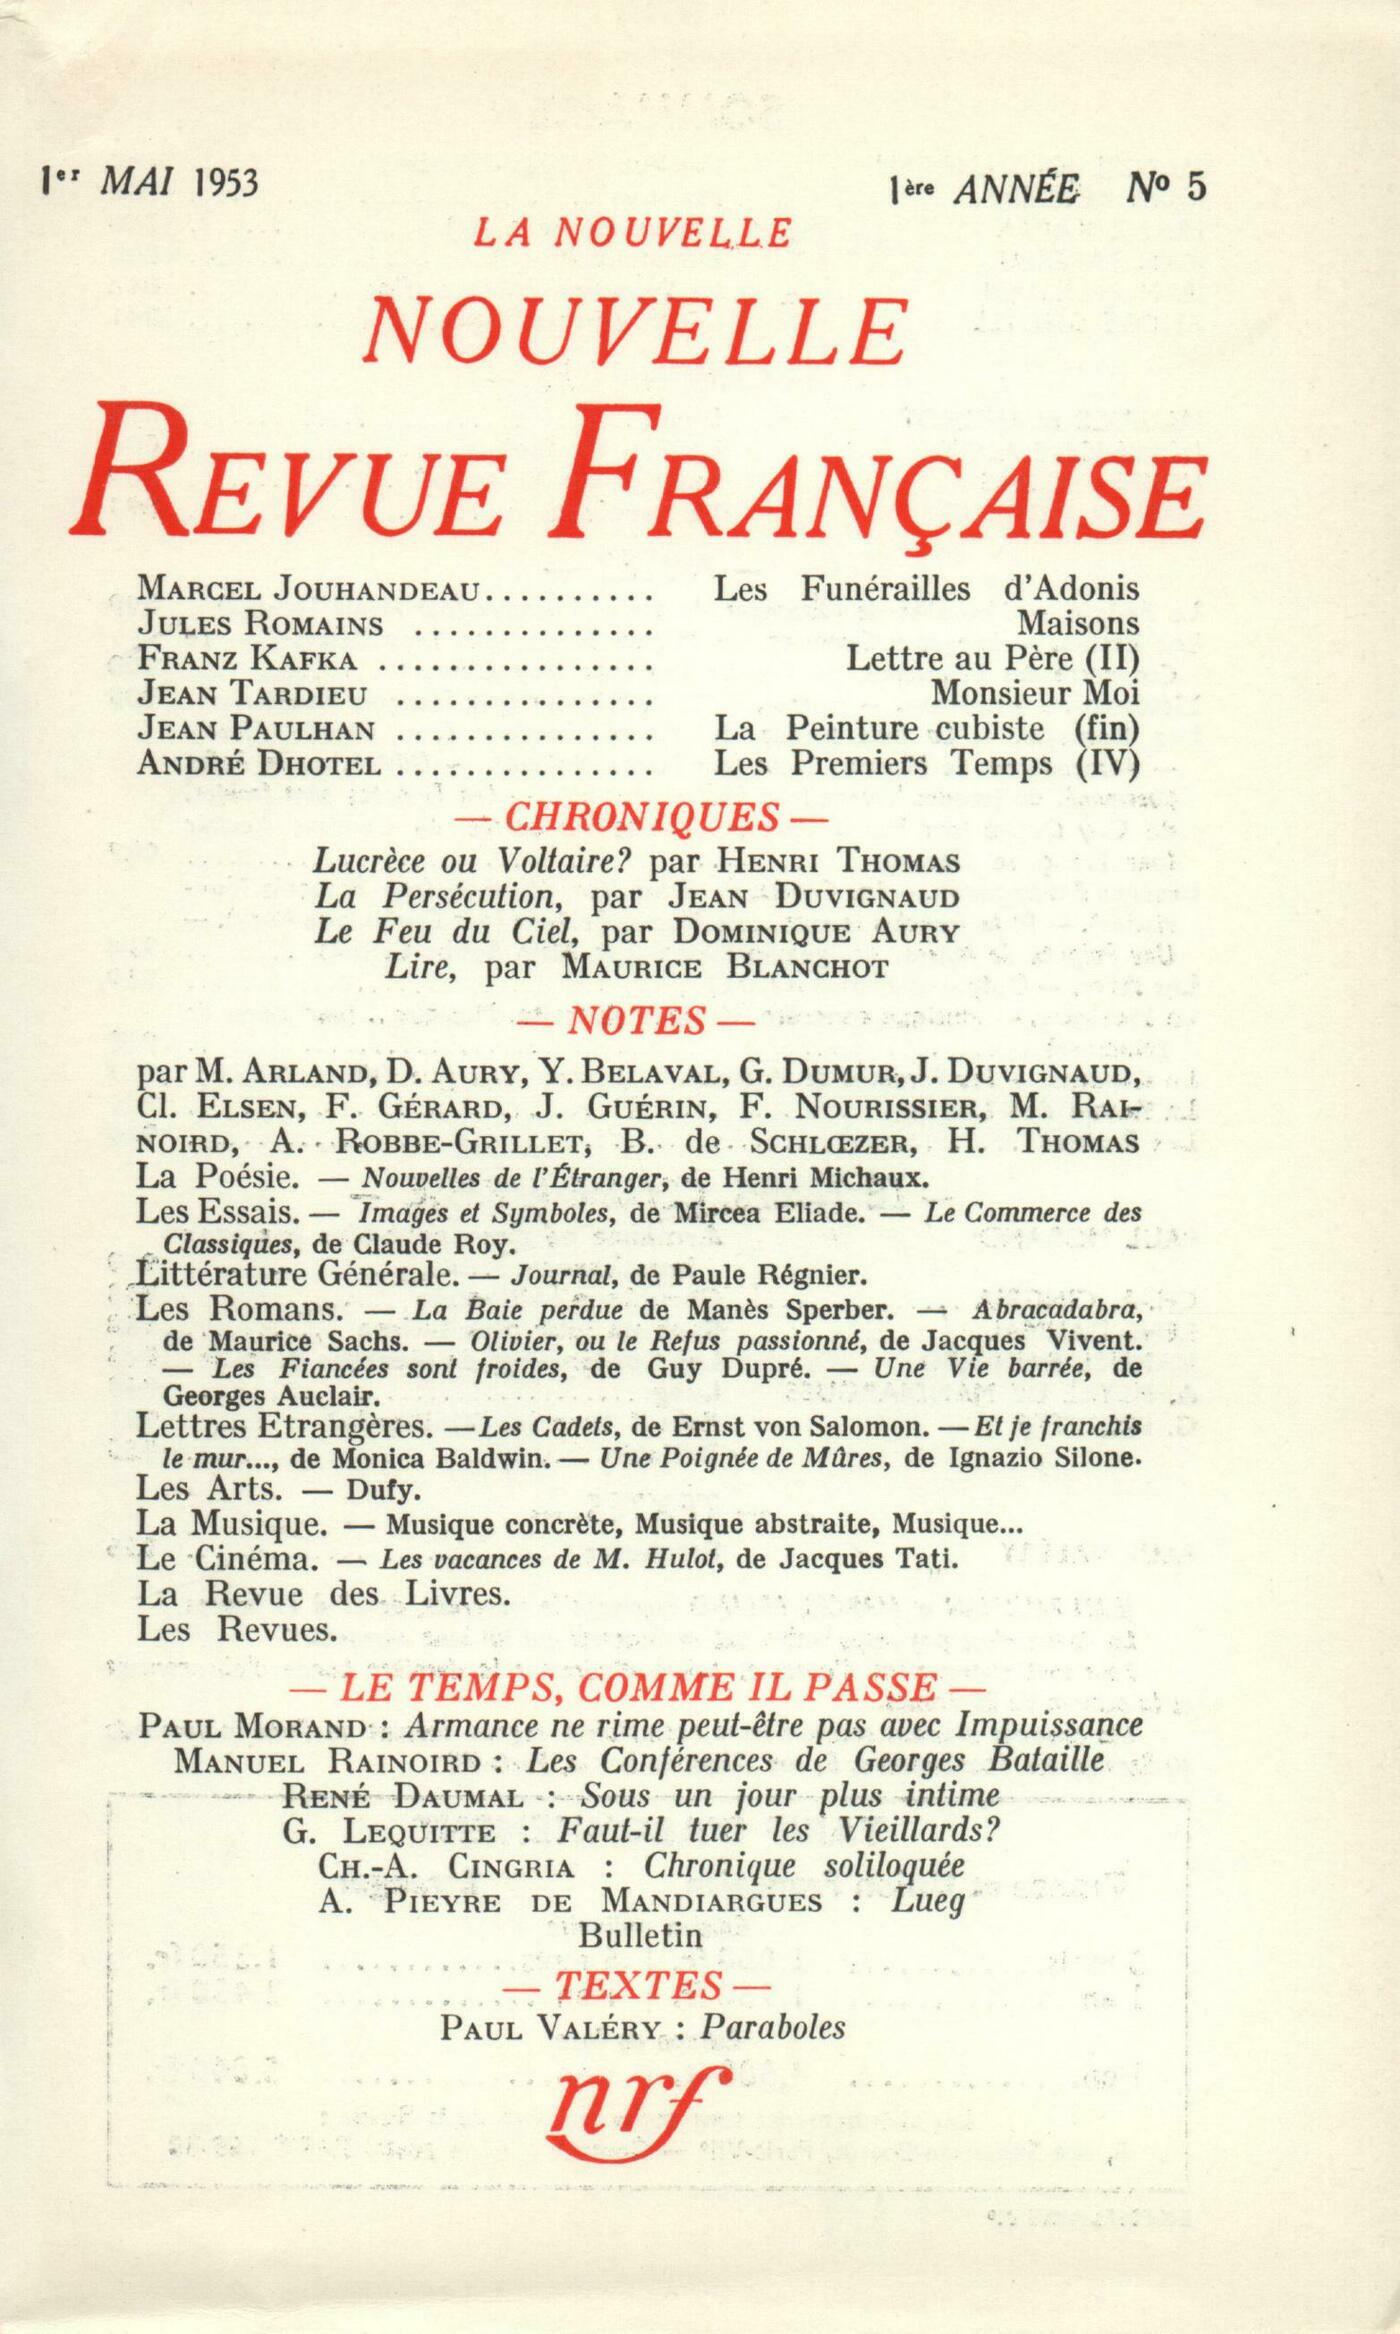 1er MAI 1953
1ère ANNÉE No 5
LA NOUVELLE
NOUVELLE
REVUE FRANÇAISE
MARCEL JOUHANDEAU.......... Les Funérailles d'Adonis
JULES ROMAINS .............. Maisons
FRANZ KAFKA ................ Lettre au Père (II)
JEAN TARDIEU ............... Monsieur Moi
JEAN PAULHAN ............... La Peinture cubiste (fin)
ANDRÉ DHOTEL ............... Les Premiers Temps (IV)
— CHRONIQUES —
Lucrèce ou Voltaire? par HENRI THOMAS
La Persécution, par JEAN DUVIGNAUD
Le Feu du Ciel, par DOMINIQUE AURY
Lire, par MAURICE BLANCHOT
— NOTES —
par M. ARLAND, D. AURY, Y. BELAVAL, G. DUMUR, J. DUVIGNAUD,
Cl. ELSEN, F. GÉRARD, J. GUÉRIN, F. NOURISSIER, M. RAI-
NOIRD, A. ROBBE-GRILLET, B. de SCHLŒZER, H. THOMAS
La Poésie. — Nouvelles de l'Étranger, de Henri Michaux.
Les Essais. — Images et Symboles, de Mircea Eliade. — Le Commerce des
Classiques, de Claude Roy.
Littérature Générale. — Journal, de Paule Régnier.
Les Romans. — La Baie perdue de Manès Sperber. — Abracadabra,
de Maurice Sachs. — Olivier, ou le Refus passionné, de Jacques Vivent.
— Les Fiancées sont froides, de Guy Dupré. — Une Vie barrée, de
Georges Auclair.
Lettres Etrangères. — Les Cadets, de Ernst von Salomon. — Et je franchis
le mur..., de Monica Baldwin. — Une Poignée de Mûres, de Ignazio Silone.
Les Arts. — Dufy.
La Musique. — Musique concrète, Musique abstraite, Musique...
Le Cinéma. — Les vacances de M. Hulot, de Jacques Tati.
La Revue des Livres.
Les Revues.
— LE TEMPS, COMME IL PASSE —
PAUL MORAND : Armance ne rime peut-être pas avec Impuissance
MANUEL RAINOIRD : Les Conférences de Georges Bataille
RENÉ DAUMAL : Sous un jour plus intime
G. LEQUITTE : Faut-il tuer les Vieillards?
CH.-A. CINGRIA : Chronique soliloquée
A. PIEYRE DE MANDIARGUES : Lueg
Bulletin
— TEXTES —
PAUL VALÉRY : Paraboles
nrf